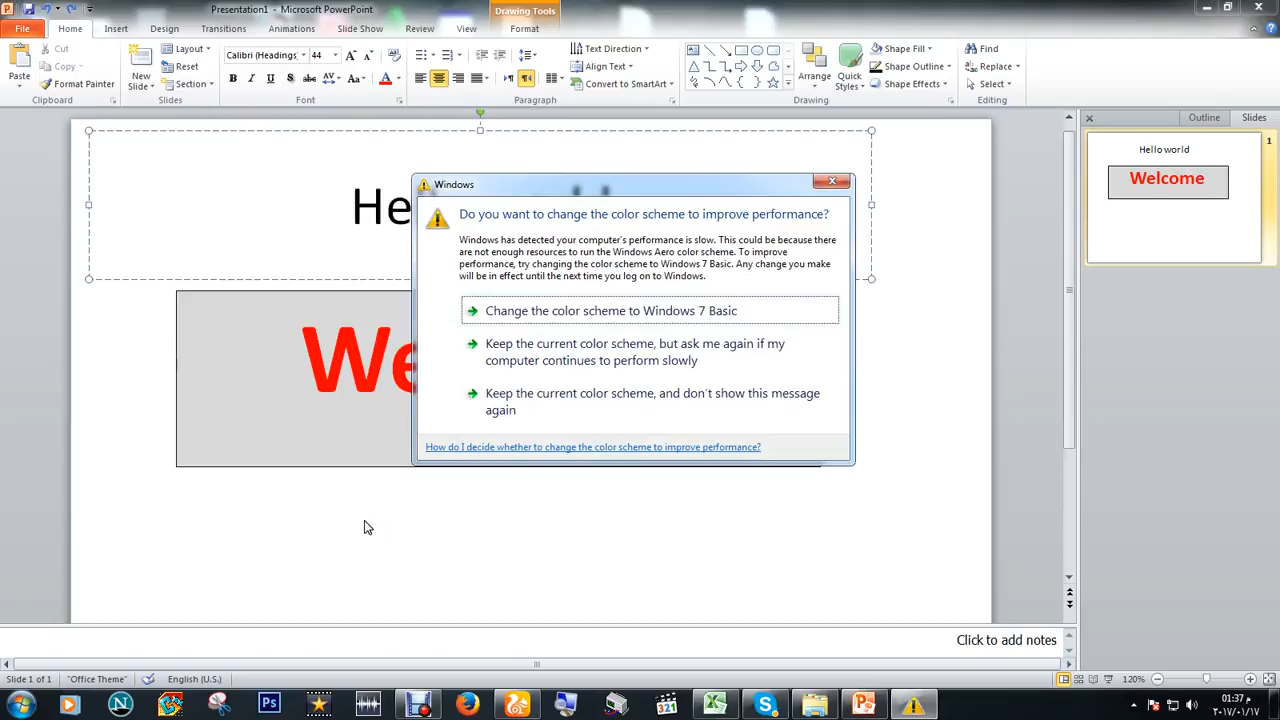 Presentation1 - Microsoft PowerPoint
Drawing Tools
File Home Insert Design Transitions Animations Slide Show Review View Format
Paste
Cut
Copy
Format Painter
Clipboard
New Slide
Layout
Reset
Section
Slides
Calibri (Headings) 44
B I U S abc AV Aa A
Font
Text Direction
Align Text
Convert to SmartArt
Paragraph
Arrange
Quick Styles
Shape Fill
Shape Outline
Shape Effects
Drawing
Find
Replace
Select
Editing
He
We
Windows
Do you want to change the color scheme to improve performance?
Windows has detected your computer's performance is slow. This could be because there
are not enough resources to run the Windows Aero color scheme. To improve
performance, try changing the color scheme to Windows 7 Basic. Any change you make
will be in effect until the next time you log on to Windows.
Change the color scheme to Windows 7 Basic
Keep the current color scheme, but ask me again if my
computer continues to perform slowly
Keep the current color scheme, and don't show this message
again
How do I decide whether to change the color scheme to improve performance?
Outline Slides
1
Hello world
Welcome
Click to add notes
Slide 1 of 1 "Office Theme" English (U.S.) 120%
Ps 321
01:37 م
٢٠١٧/٠١/١٧